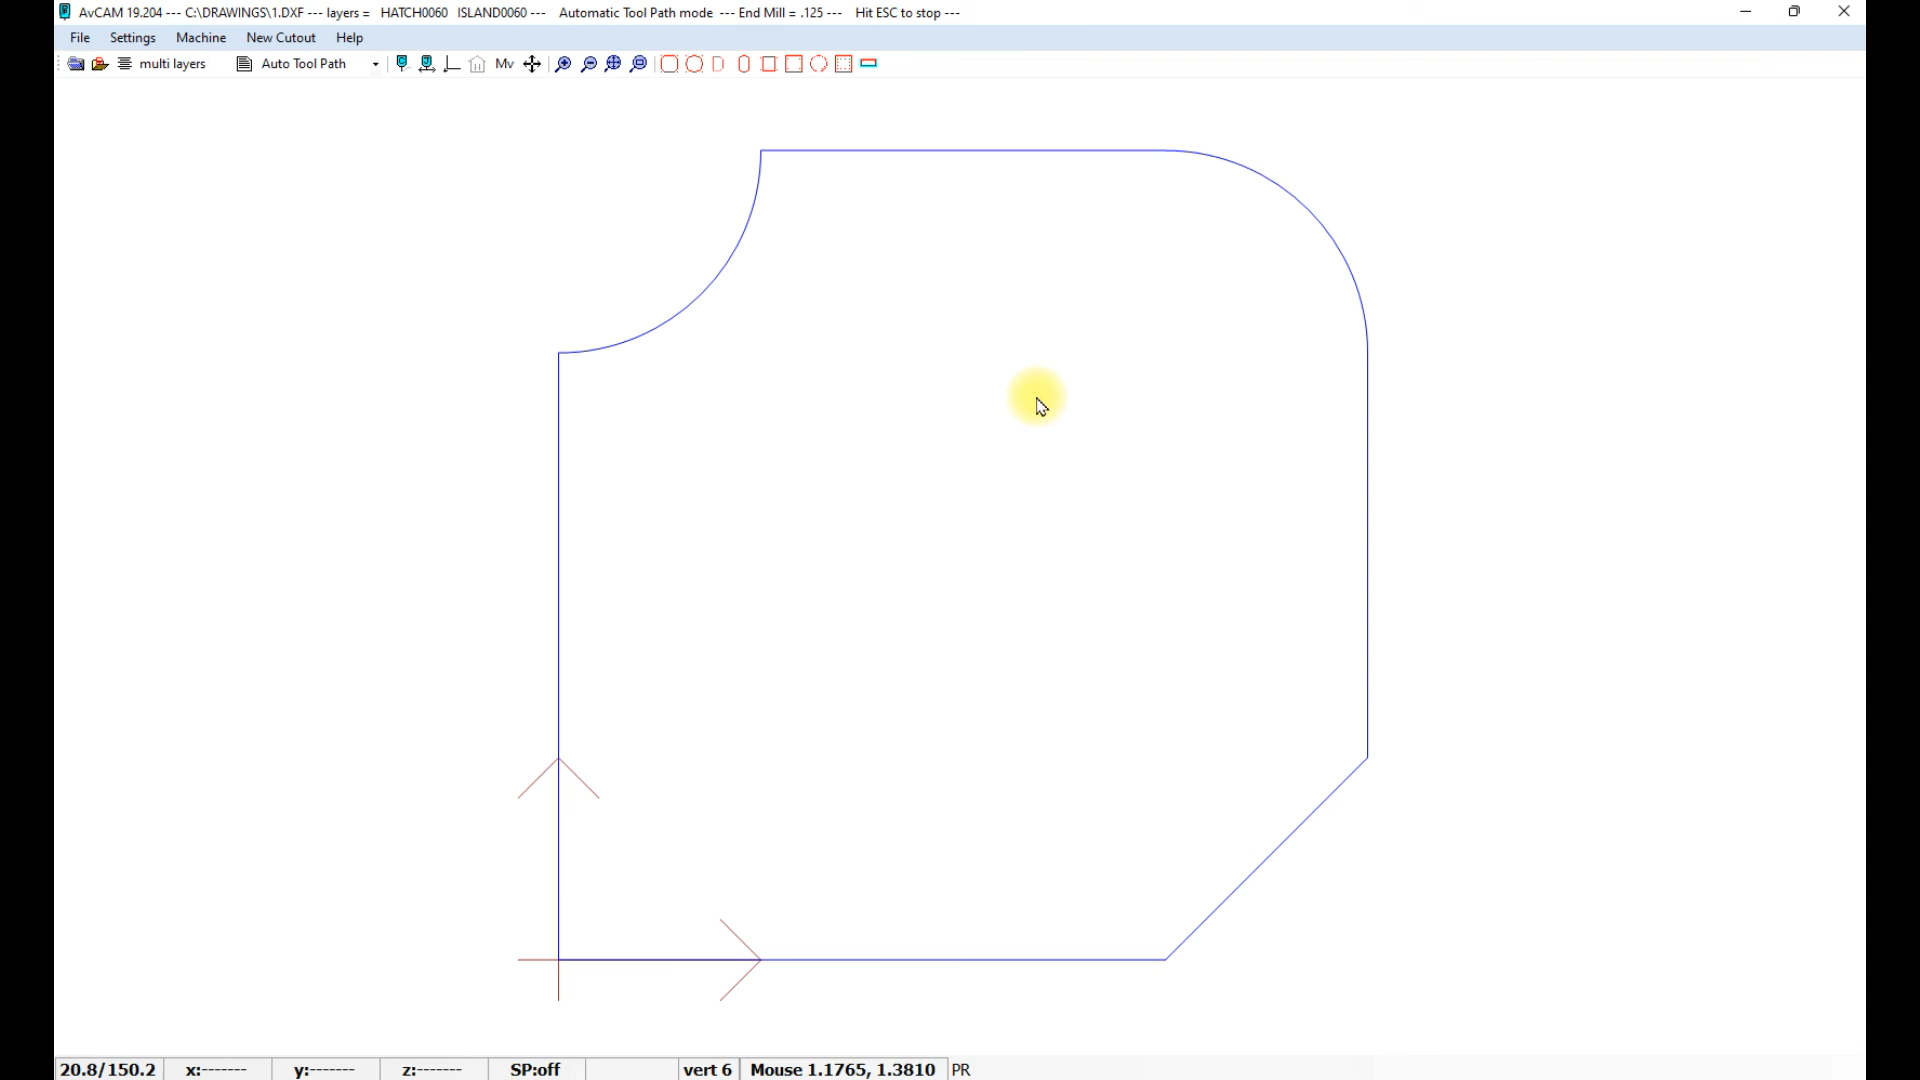 AvCAM 19.204 --- C:\DRAWINGS\1.DXF --- layers = HATCH0060 ISLAND0060 --- Automatic Tool Path mode --- End Mill = .125 --- Hit ESC to stop ---
File Settings Machine New Cutout Help
multi layers Auto Tool Path Mv
20.8/150.2 x:------- y:------- z:------- SP:off vert 6 Mouse 1.1765, 1.3810 PR